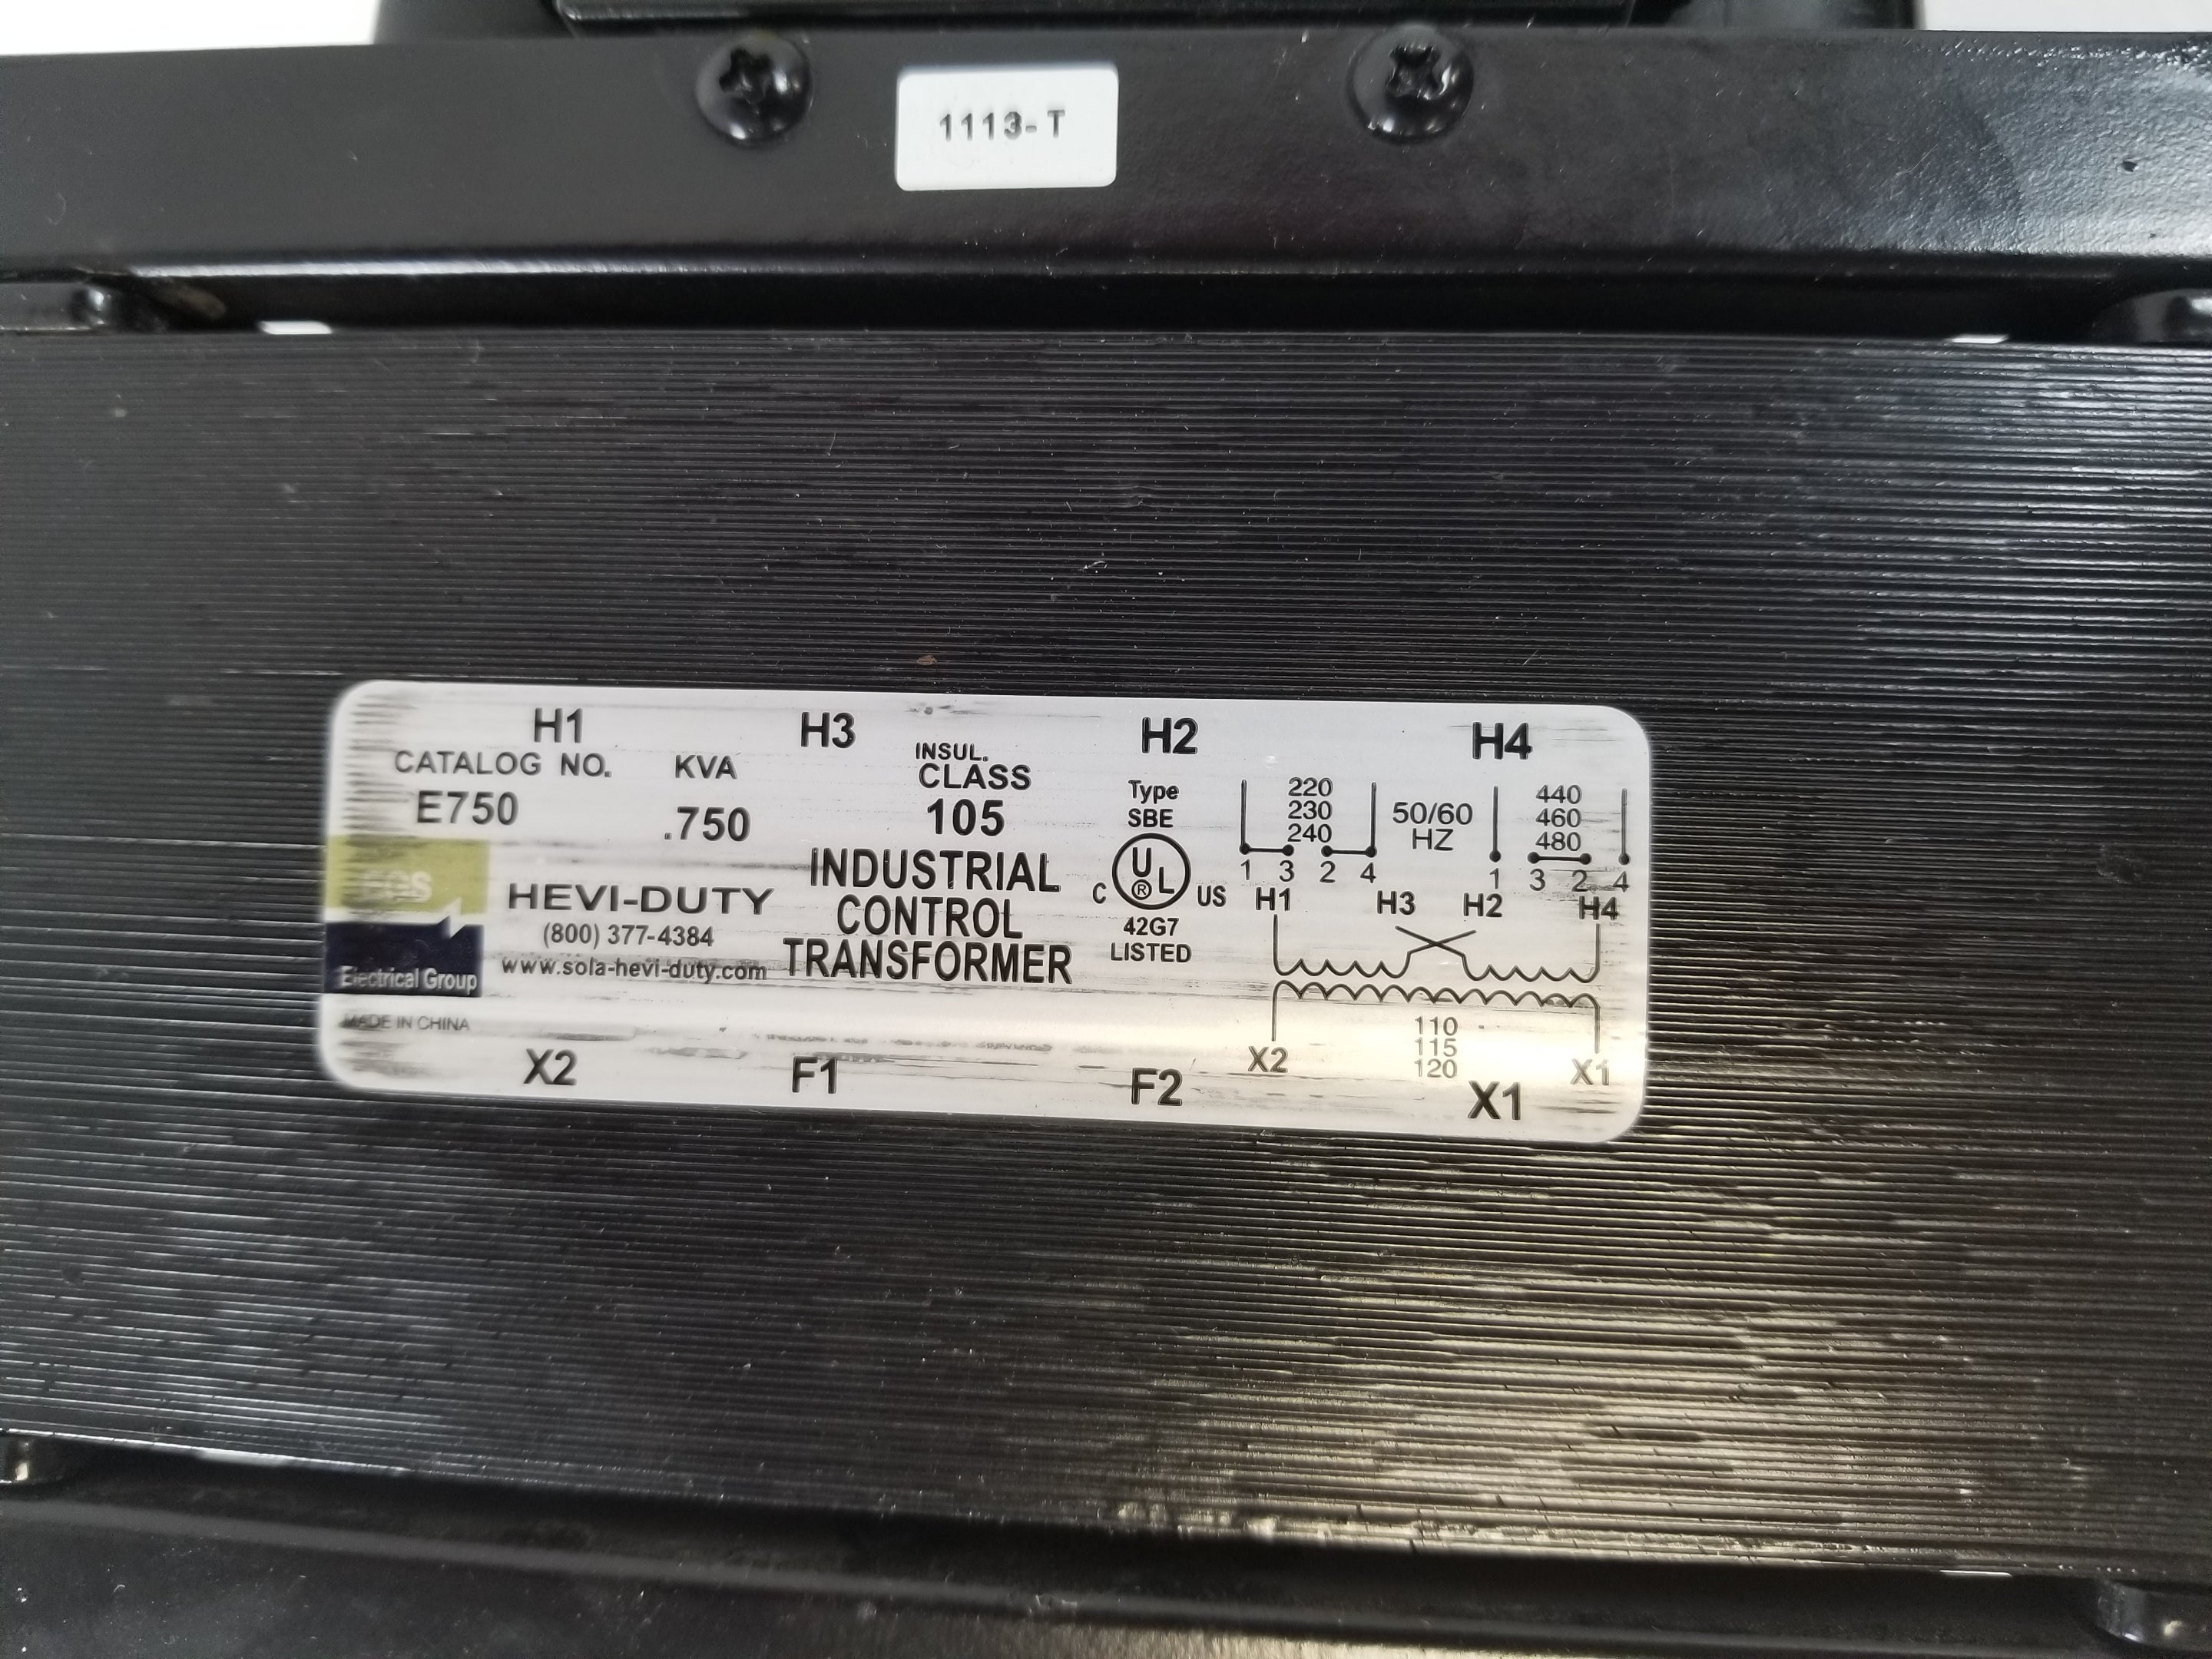 1113-T
H1 H3 H2 H4
CATALOG NO. KVA INSUL. CLASS
E750 .750 105
Type
SBE
C UL ® US
42G7
LISTED
HEVI-DUTY
(800) 377-4384
www.sola-hevi-duty.com
INDUSTRIAL
CONTROL
TRANSFORMER
Electrical Group
MADE IN CHINA
220
230
240
50/60
HZ
440
460
480
1 3 2 4 1 3 2 4
H1 H3 H2 H4
110
115
120
X2 X1
X2 F1 F2 X1